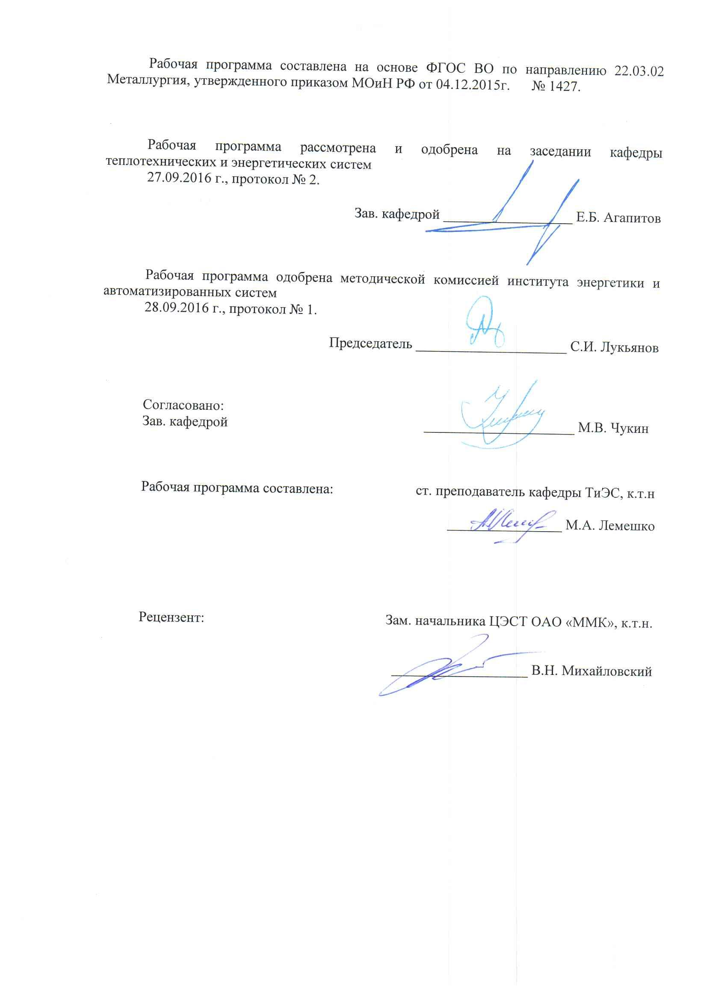 Рабочая программа составлена на основе ФГОС ВО по направлению 22.03.02
Металлургия, утвержденного приказом МОиН РФ от 04.12.2015г. № 1427.
Рабочая программа рассмотрена и одобрена на заседании кафедры
теплотехнических и энергетических систем
27.09.2016 г., протокол № 2.
Зав. кафедрой ________________ Е.Б. Агапитов
Рабочая программа одобрена методической комиссией института энергетики и
автоматизированных систем
28.09.2016 г., протокол № 1.
Председатель ___________________ С.И. Лукьянов
Согласовано:
Зав. кафедрой ___________________ М.В. Чукин
Рабочая программа составлена: ст. преподаватель кафедры ТиЭС, к.т.н
______________ М.А. Лемешко
Рецензент: Зам. начальника ЦЭСТ ОАО «ММК», к.т.н.
_________________ В.Н. Михайловский